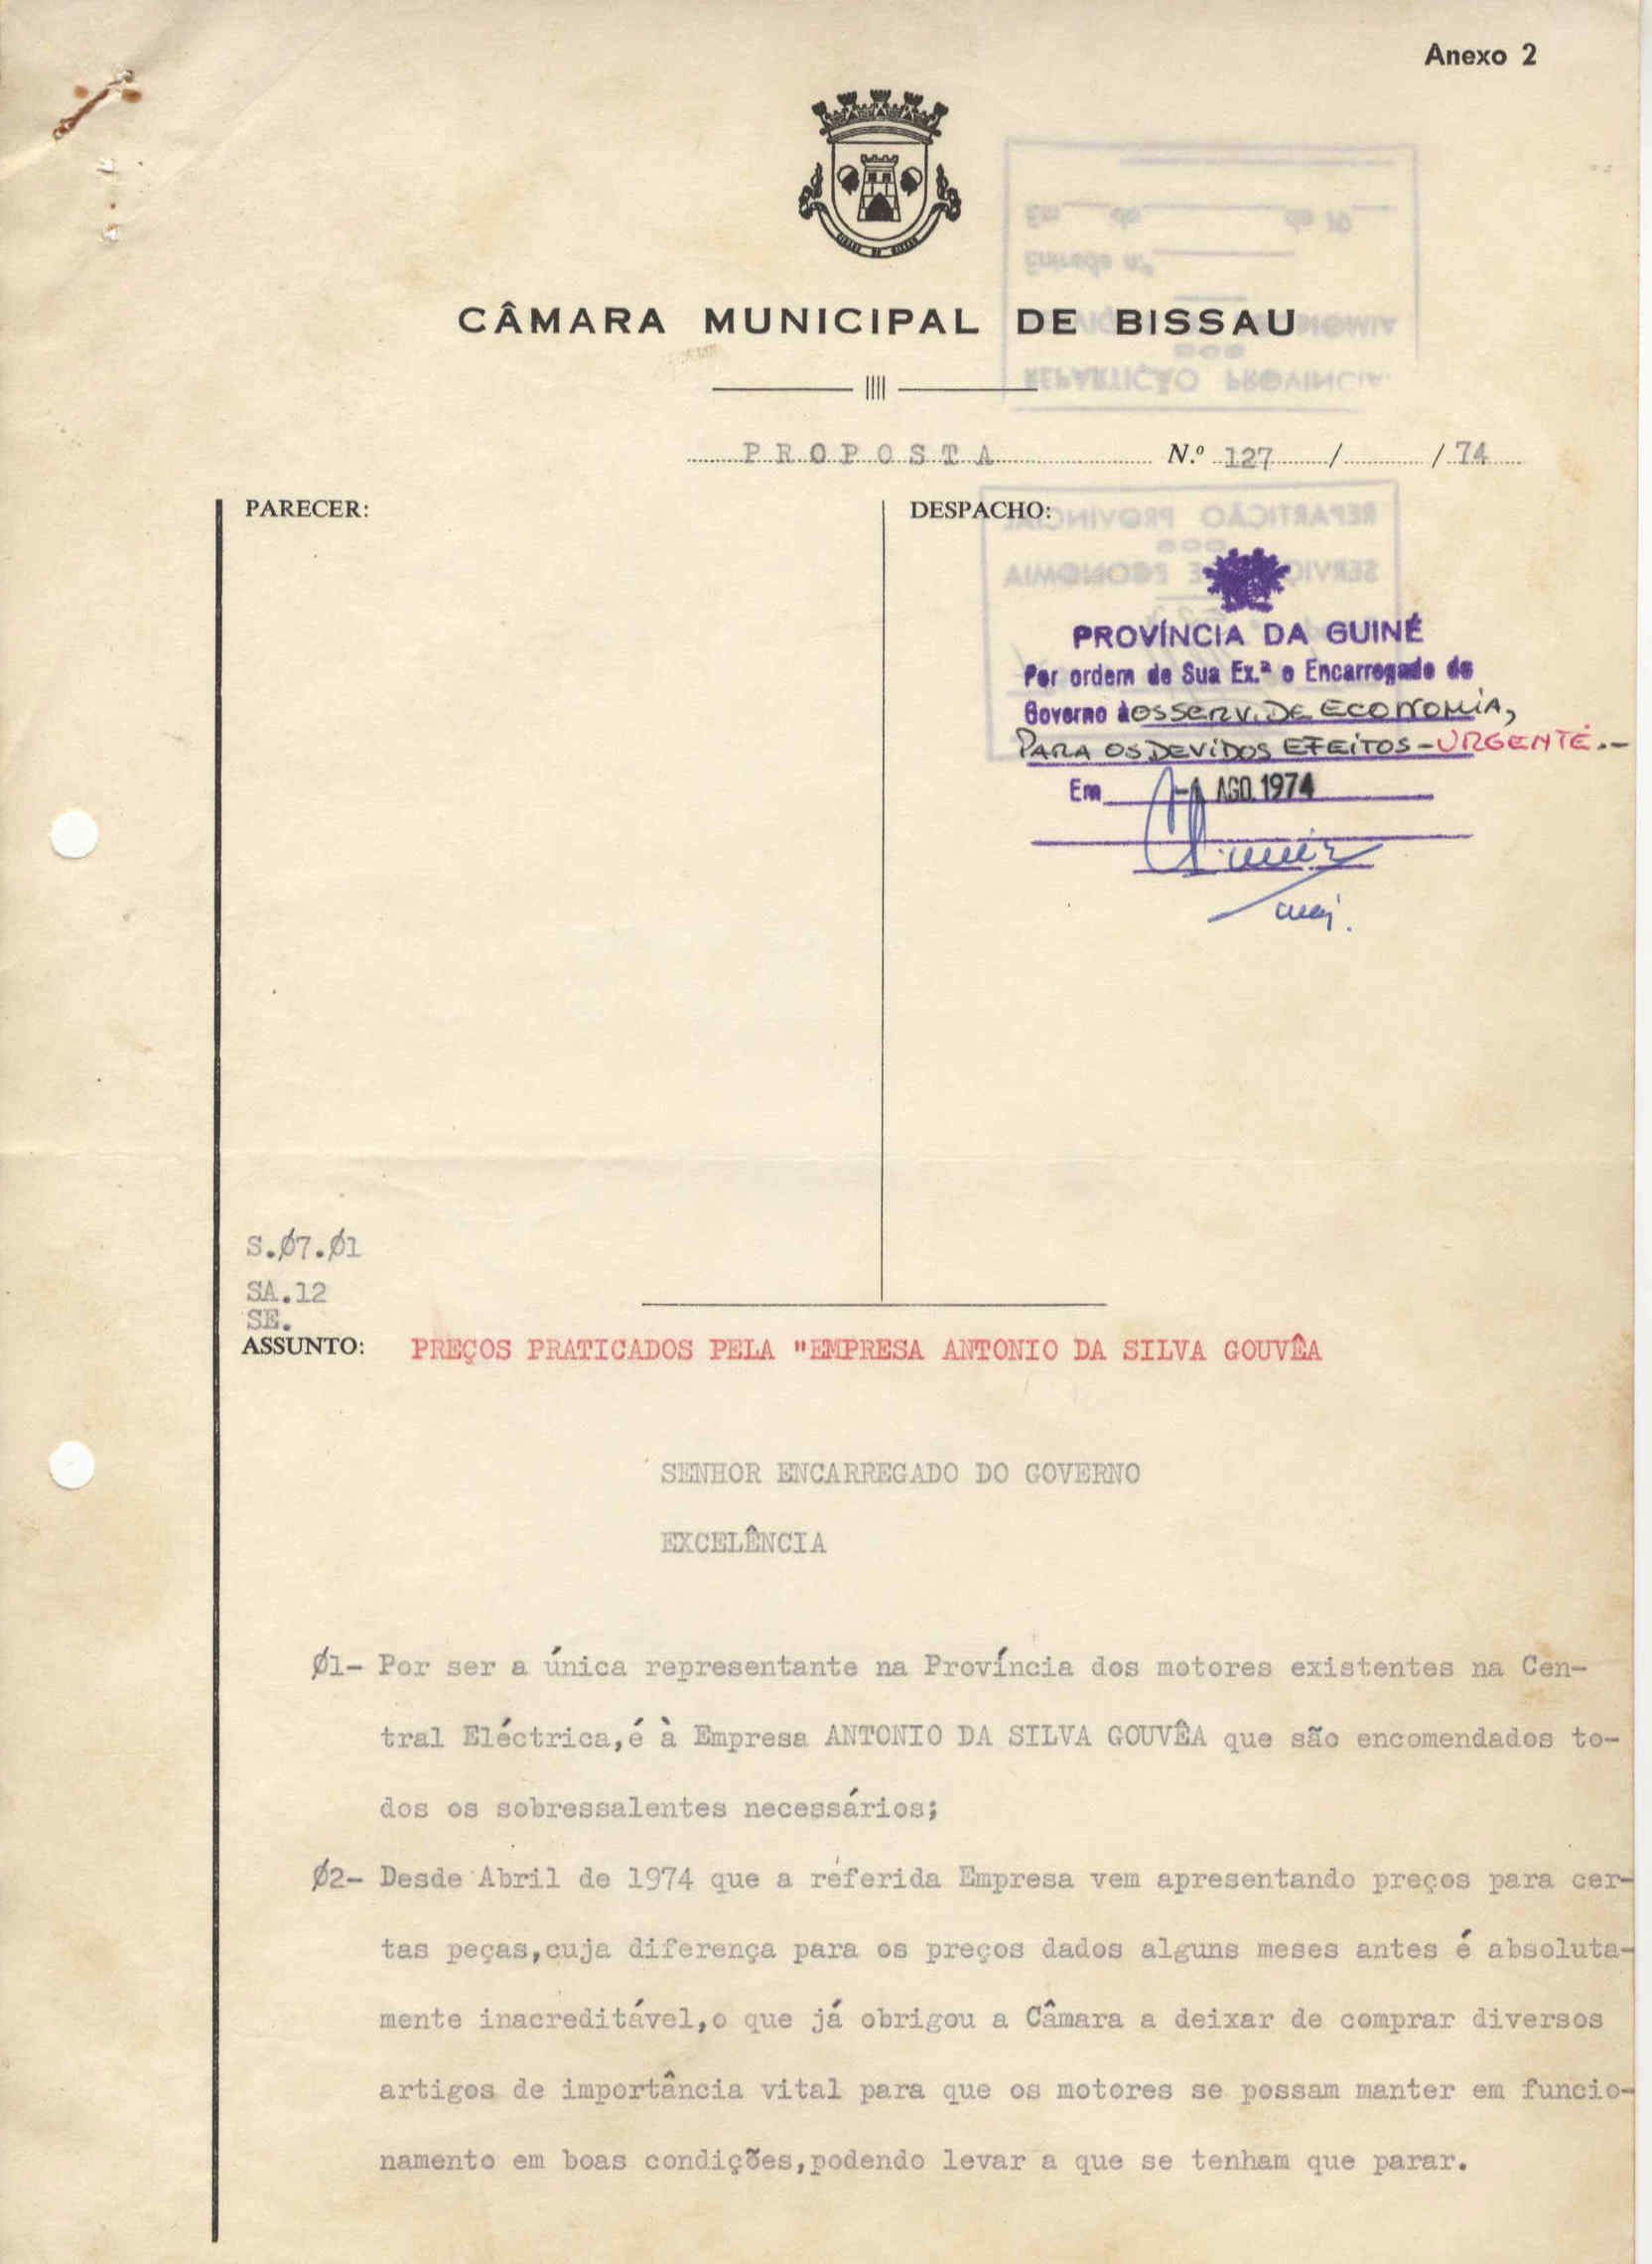 Anexo 2
CÂMARA MUNICIPAL DE BISSAU
PROPOSTA N.º 127 / / 74
PARECER:
DESPACHO:
PROVÍNCIA DA GUINÉ
Por ordem de Sua Ex.ª o Encarregado do
Governo àos SERV. DE ECONOMIA,
PARA OS DEVIDOS EFEITOS - URGENTE.-
Em -1 AGO. 1974
S.Ø7.Ø1
SA.12
SE.
ASSUNTO: PREÇOS PRATICADOS PELA "EMPRESA ANTONIO DA SILVA GOUVÊA
SENHOR ENCARREGADO DO GOVERNO
EXCELÊNCIA
Ø1- Por ser a única representante na Província dos motores existentes na Cen-
tral Eléctrica,é à Empresa ANTONIO DA SILVA GOUVÊA que são encomendados to-
dos os sobressalentes necessários;
Ø2- Desde Abril de 1974 que a réferida Empresa vem apresentando preços para cer-
tas peças,cuja diferença para os preços dados alguns meses antes é absoluta-
mente inacreditável,o que já obrigou a Câmara a deixar de comprar diversos
artigos de importância vital para que os motores se possam manter em funcio-
namento em boas condições,podendo levar a que se tenham que parar.